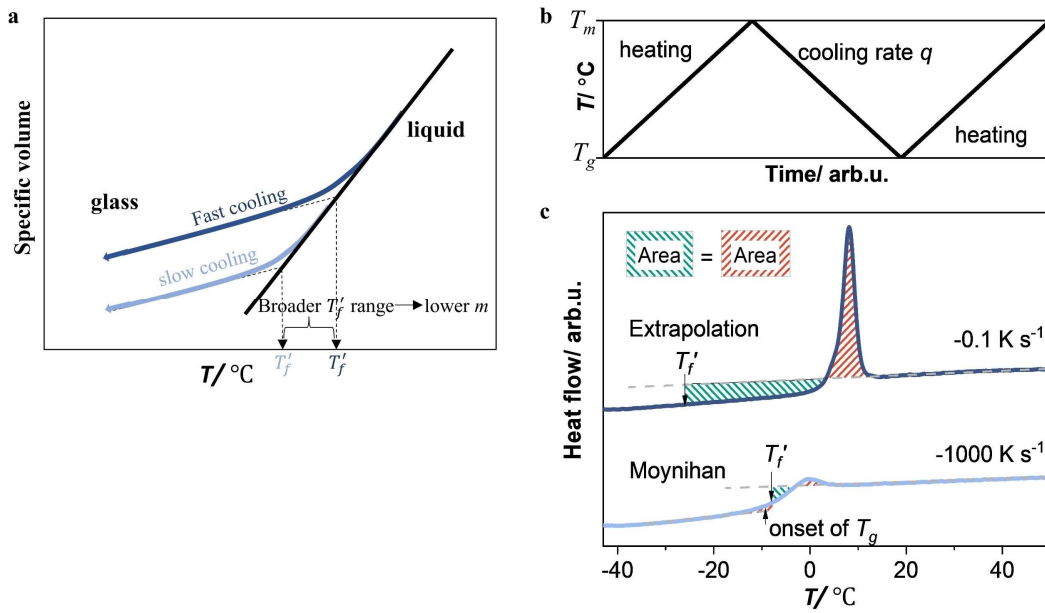 a
Specific volume
glass
liquid
Fast cooling
slow cooling
Broader T′f range → lower m
T′f
T′f
T/ °C
b
Tm
T/ °C
Tg
heating
cooling rate q
heating
Time/ arb.u.
c
Heat flow/ arb.u.
Area = Area
Extrapolation
T′f
-0.1 K s⁻¹
Moynihan
T′f
-1000 K s⁻¹
onset of Tg
-40 -20 0 20 40
T/ °C